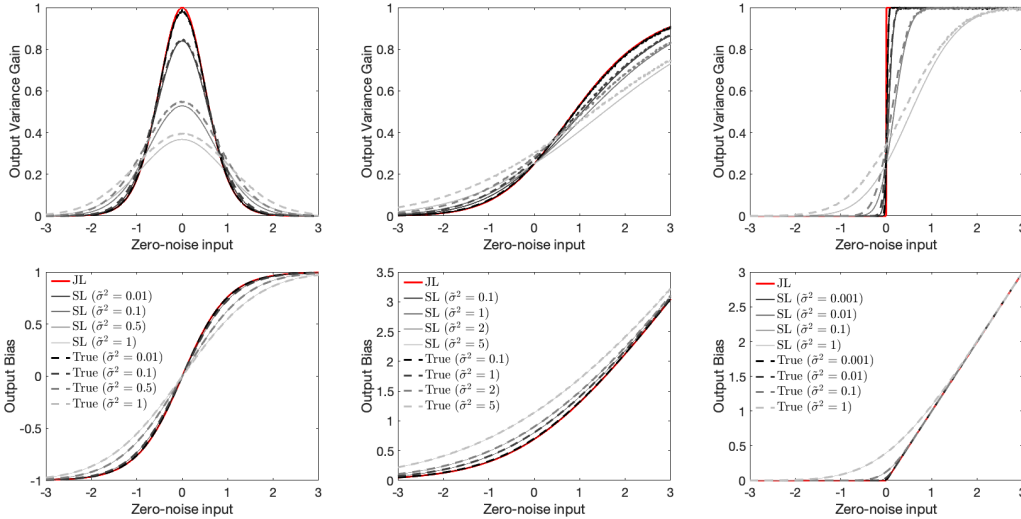 Output Variance Gain
1
0.8
0.6
0.4
0.2
0
-3 -2 -1 0 1 2 3
Zero-noise input
Output Variance Gain
1
0.8
0.6
0.4
0.2
0
-3 -2 -1 0 1 2 3
Zero-noise input
Output Variance Gain
1
0.8
0.6
0.4
0.2
0
-3 -2 -1 0 1 2 3
Zero-noise input
Output Bias
1
0.5
0
-0.5
-1
JL
SL (σ̃² = 0.01)
SL (σ̃² = 0.1)
SL (σ̃² = 0.5)
SL (σ̃² = 1)
True (σ̃² = 0.01)
True (σ̃² = 0.1)
True (σ̃² = 0.5)
True (σ̃² = 1)
-3 -2 -1 0 1 2 3
Zero-noise input
Output Bias
3.5
3
2.5
2
1.5
1
0.5
0
JL
SL (σ̃² = 0.1)
SL (σ̃² = 1)
SL (σ̃² = 2)
SL (σ̃² = 5)
True (σ̃² = 0.1)
True (σ̃² = 1)
True (σ̃² = 2)
True (σ̃² = 5)
-3 -2 -1 0 1 2 3
Zero-noise input
Output Bias
3
2.5
2
1.5
1
0.5
0
JL
SL (σ̃² = 0.001)
SL (σ̃² = 0.01)
SL (σ̃² = 0.1)
SL (σ̃² = 1)
True (σ̃² = 0.001)
True (σ̃² = 0.01)
True (σ̃² = 0.1)
True (σ̃² = 1)
-3 -2 -1 0 1 2 3
Zero-noise input